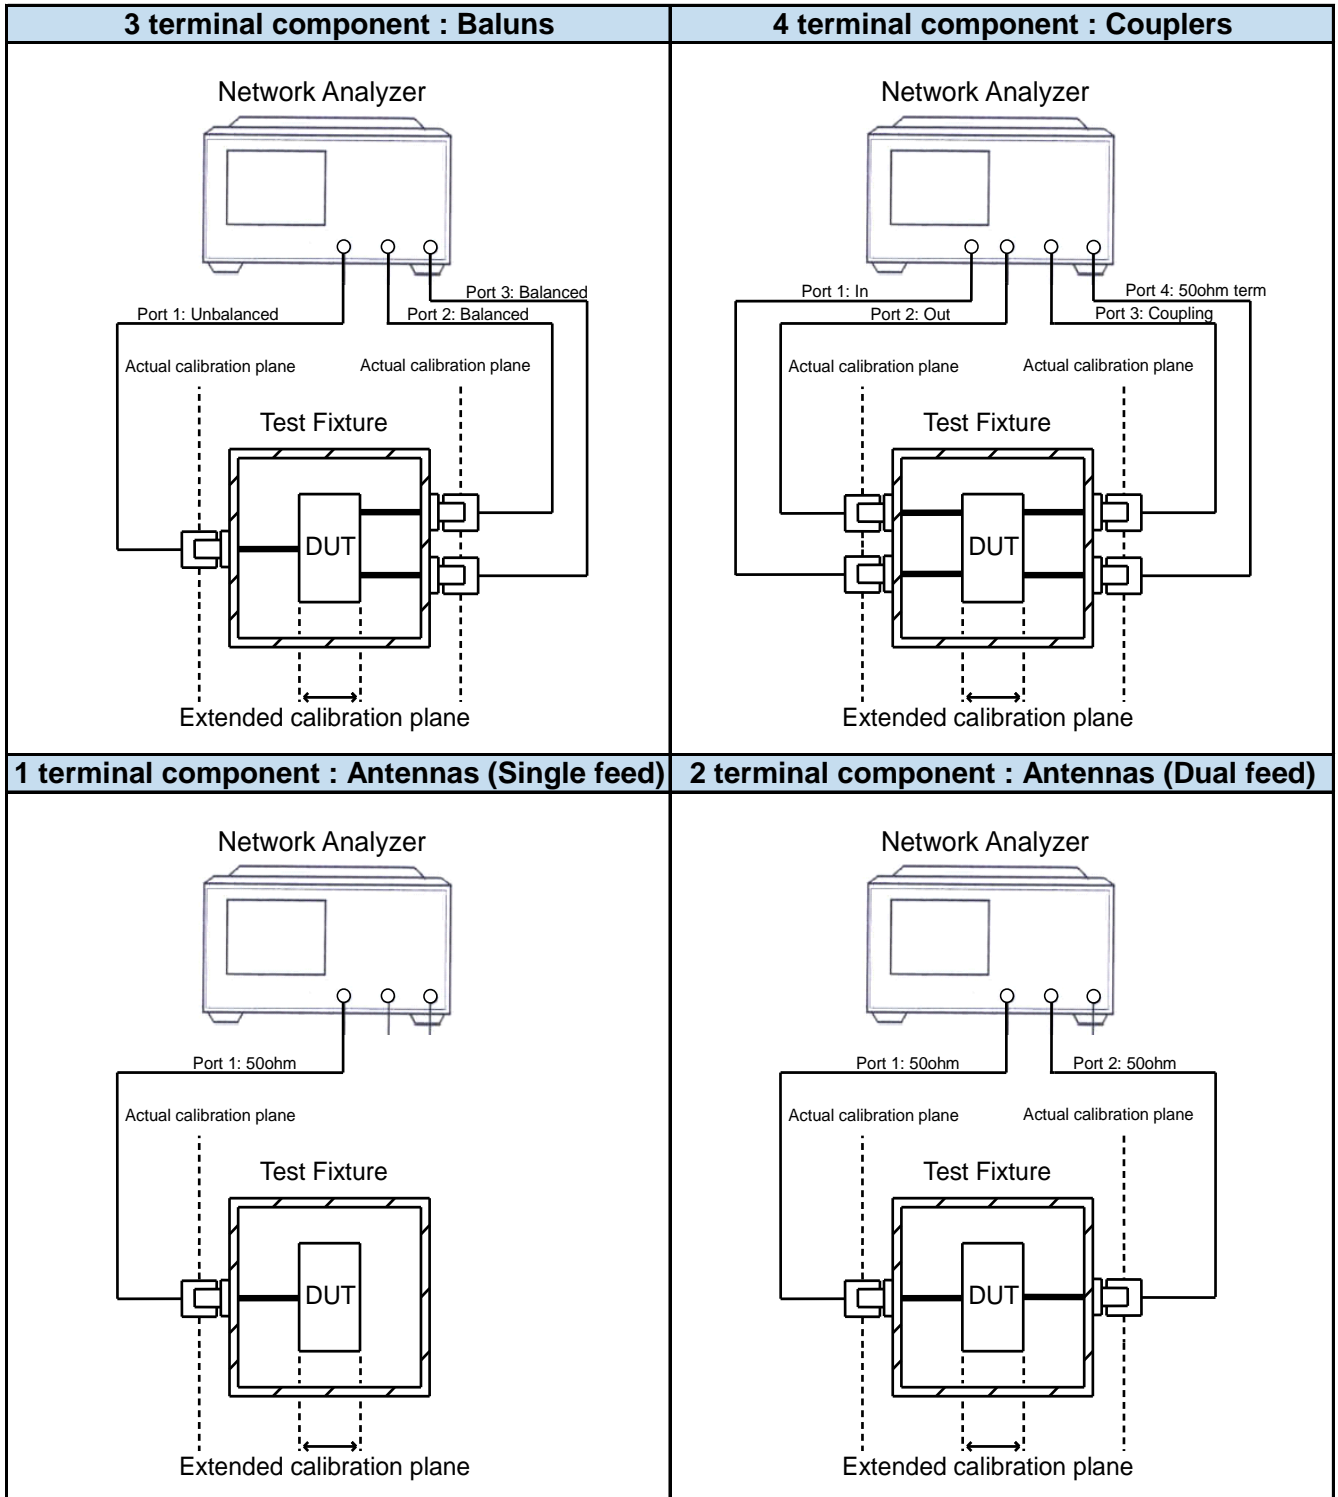 3 terminal component : Baluns
Network Analyzer
Port 3: Balanced
Port 1: Unbalanced
Port 2: Balanced
Actual calibration plane
Actual calibration plane
Test Fixture
DUT
Extended calibration plane
4 terminal component : Couplers
Network Analyzer
Port 1: In
Port 4: 50ohm term
Port 2: Out
Port 3: Coupling
Actual calibration plane
Actual calibration plane
Test Fixture
DUT
Extended calibration plane
1 terminal component : Antennas (Single feed)
Network Analyzer
Port 1: 50ohm
Actual calibration plane
Test Fixture
DUT
Extended calibration plane
2 terminal component : Antennas (Dual feed)
Network Analyzer
Port 1: 50ohm
Port 2: 50ohm
Actual calibration plane
Actual calibration plane
Test Fixture
DUT
Extended calibration plane